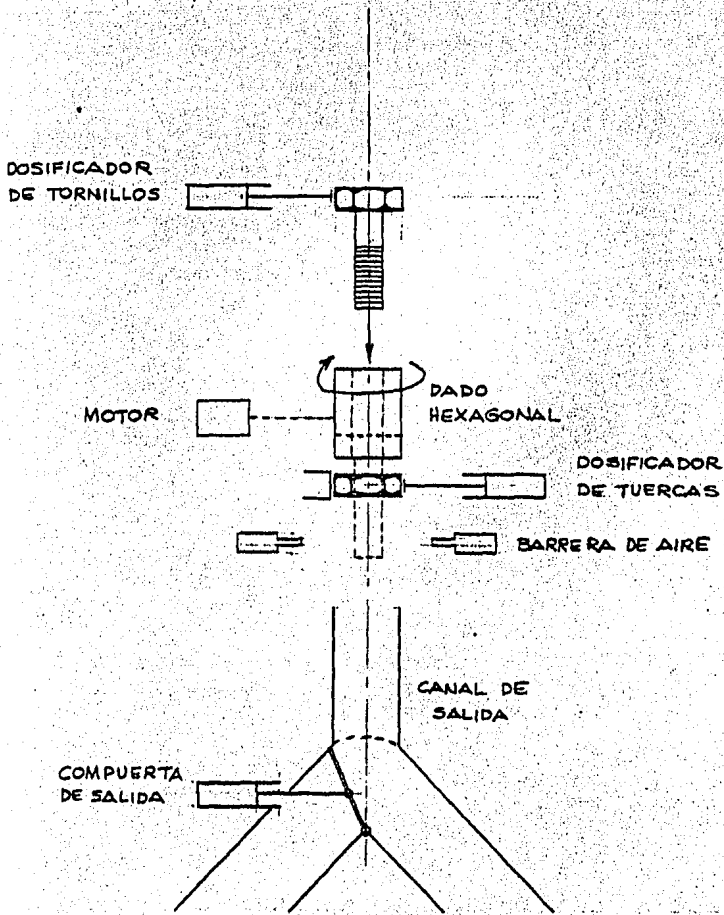 DOSIFICADOR
DE TORNILLOS
MOTOR
DADO
HEXAGONAL
DOSIFICADOR
DE TUERCAS
BARRERA DE AIRE
CANAL DE
SALIDA
COMPUERTA
DE SALIDA